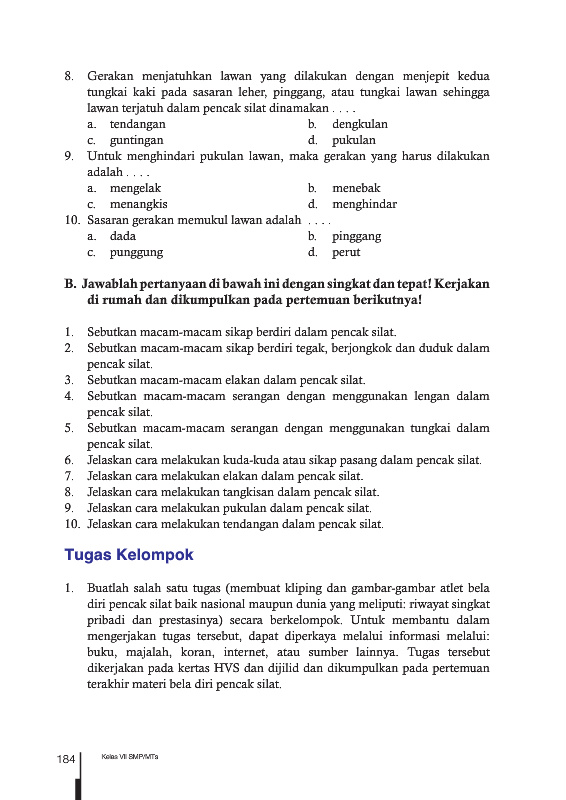 8. Gerakan menjatuhkan lawan yang dilakukan dengan menjepit kedua
tungkai kaki pada sasaran leher, pinggang, atau tungkai lawan sehingga
lawan terjatuh dalam pencak silat dinamakan . . . .
a. tendangan b. dengkulan
c. guntingan d. pukulan
9. Untuk menghindari pukulan lawan, maka gerakan yang harus dilakukan
adalah . . . .
a. mengelak b. menebak
c. menangkis d. menghindar
10. Sasaran gerakan memukul lawan adalah . . . .
a. dada b. pinggang
c. punggung d. perut
B. Jawablah pertanyaan di bawah ini dengan singkat dan tepat! Kerjakan
di rumah dan dikumpulkan pada pertemuan berikutnya!
1. Sebutkan macam-macam sikap berdiri dalam pencak silat.
2. Sebutkan macam-macam sikap berdiri tegak, berjongkok dan duduk dalam
pencak silat.
3. Sebutkan macam-macam elakan dalam pencak silat.
4. Sebutkan macam-macam serangan dengan menggunakan lengan dalam
pencak silat.
5. Sebutkan macam-macam serangan dengan menggunakan tungkai dalam
pencak silat.
6. Jelaskan cara melakukan kuda-kuda atau sikap pasang dalam pencak silat.
7. Jelaskan cara melakukan elakan dalam pencak silat.
8. Jelaskan cara melakukan tangkisan dalam pencak silat.
9. Jelaskan cara melakukan pukulan dalam pencak silat.
10. Jelaskan cara melakukan tendangan dalam pencak silat.
Tugas Kelompok
1. Buatlah salah satu tugas (membuat kliping dan gambar-gambar atlet bela
diri pencak silat baik nasional maupun dunia yang meliputi: riwayat singkat
pribadi dan prestasinya) secara berkelompok. Untuk membantu dalam
mengerjakan tugas tersebut, dapat diperkaya melalui informasi melalui:
buku, majalah, koran, internet, atau sumber lainnya. Tugas tersebut
dikerjakan pada kertas HVS dan dijilid dan dikumpulkan pada pertemuan
terakhir materi bela diri pencak silat.
184 Kelas VII SMP/MTs